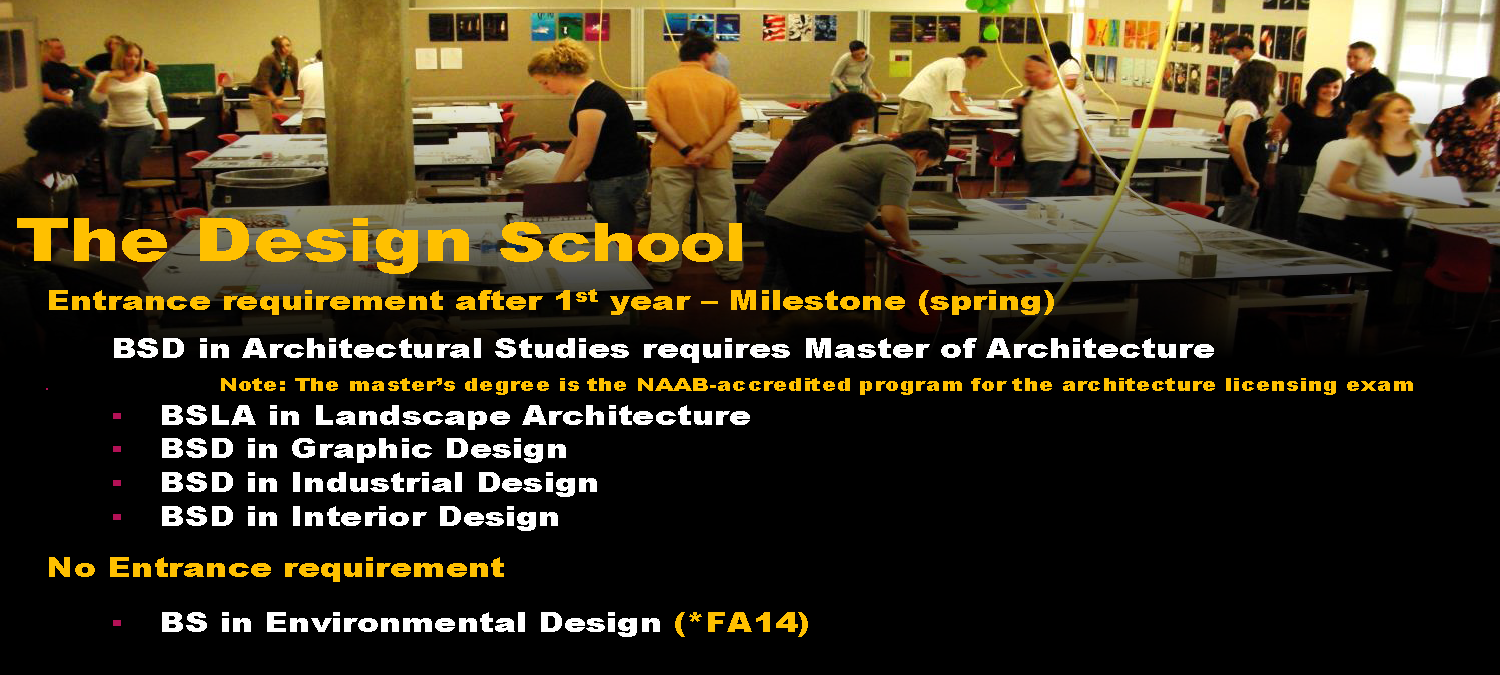 The Design School
Entrance requirement after 1st year – Milestone (spring)
BSD in Architectural Studies requires Master of Architecture
Note: The master’s degree is the NAAB-accredited program for the architecture licensing exam
▪ BSLA in Landscape Architecture
▪ BSD in Graphic Design
▪ BSD in Industrial Design
▪ BSD in Interior Design
No Entrance requirement
▪ BS in Environmental Design (*FA14)